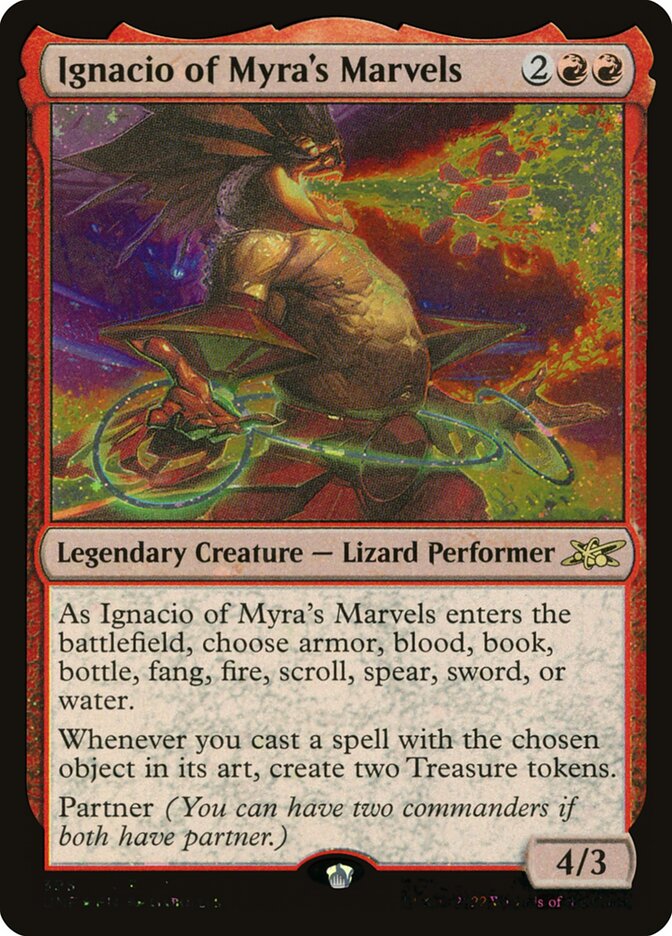 Ignacio of Myra's Marvels 2
Legendary Creature — Lizard Performer
As Ignacio of Myra's Marvels enters the
battlefield, choose armor, blood, book,
bottle, fang, fire, scroll, spear, sword, or
water.
Whenever you cast a spell with the chosen
object in its art, create two Treasure tokens.
Partner (You can have two commanders if
both have partner.)
4/3